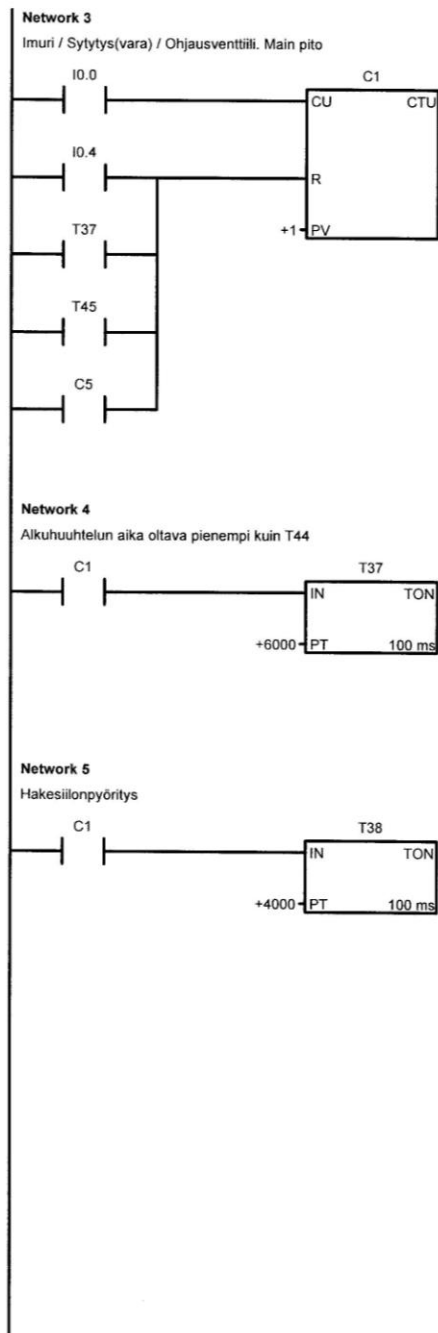 Network 3
Imuri / Sytytys(vara) / Ohjausventtiili. Main pito
I0.0
C1
CU CTU
I0.4
R
T37
+1 PV
T45
C5
Network 4
Alkuhuuhtelun aika oltava pienempi kuin T44
C1
T37
IN TON
+6000 PT 100 ms
Network 5
Hakesiilonpyöritys
C1
T38
IN TON
+4000 PT 100 ms